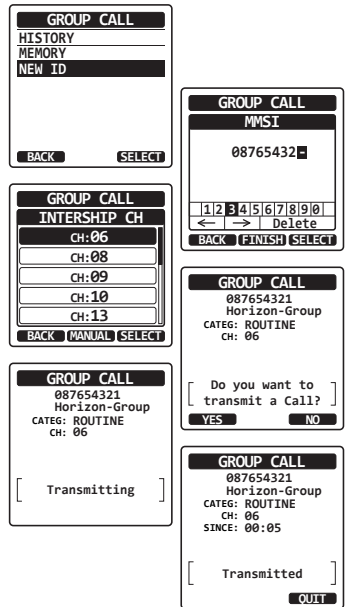 GROUP CALL
HISTORY
MEMORY
NEW ID
BACK SELECT
GROUP CALL
MMSI
08765432-
1 2 3 4 5 6 7 8 9 0
← → Delete
BACK FINISH SELECT
GROUP CALL
INTERSHIP CH
CH:06
CH:08
CH:09
CH:10
CH:13
BACK MANUAL SELECT
GROUP CALL
087654321
Horizon-Group
CATEG: ROUTINE
CH: 06
[ Do you want to
transmit a Call? ]
YES NO
GROUP CALL
087654321
Horizon-Group
CATEG: ROUTINE
CH: 06
[ Transmitting ]
GROUP CALL
087654321
Horizon-Group
CATEG: ROUTINE
CH: 06
SINCE: 00:05
[ Transmitted ]
QUIT